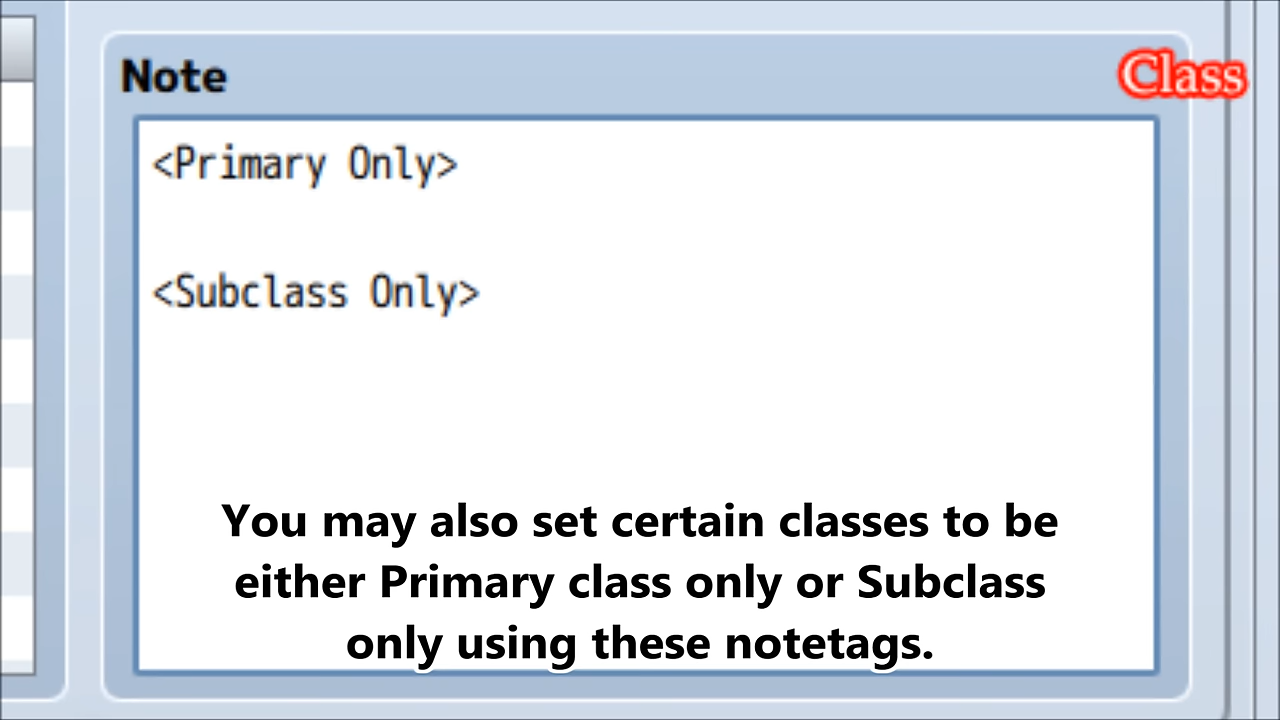 Note
Class
<Primary Only>
<Subclass Only>
You may also set certain classes to be
either Primary class only or Subclass
only using these notetags.